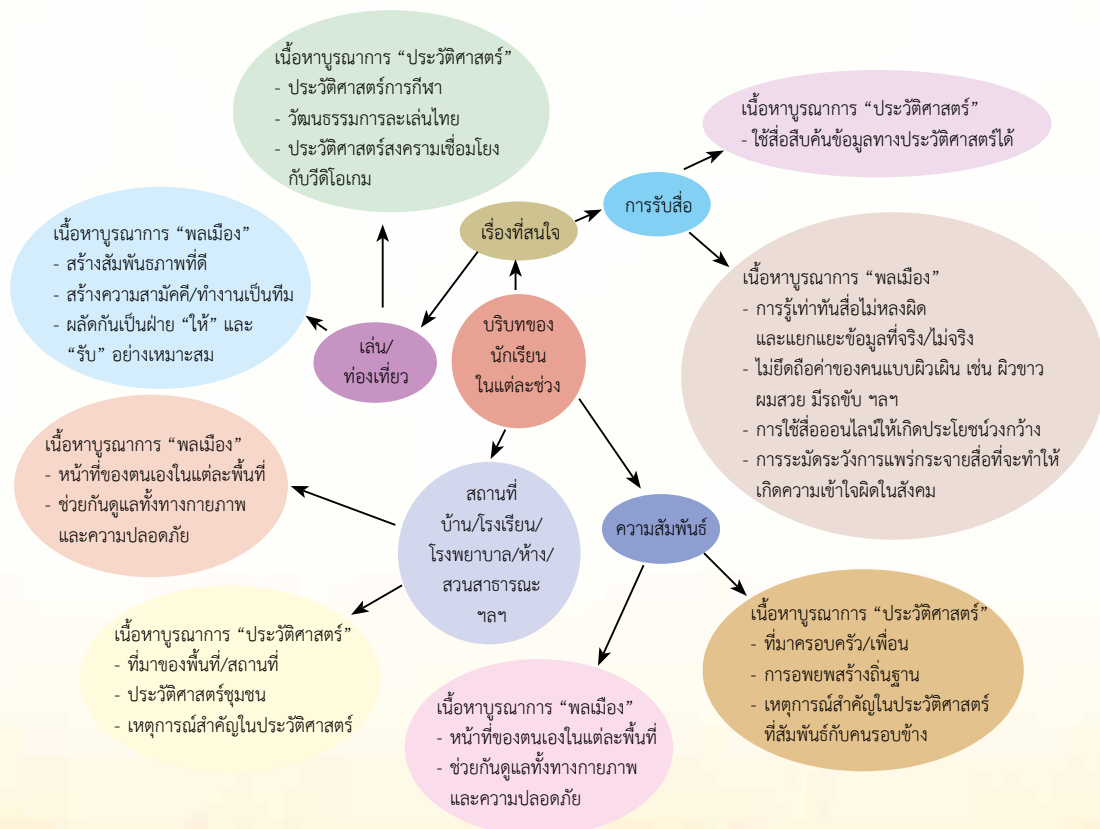 เนื้อหาบูรณาการ “ประวัติศาสตร์”
- ประวัติศาสตร์การกีฬา
- วัฒนธรรมการละเล่นไทย
- ประวัติศาสตร์สงครามเชื่อมโยง
กับวีดิโอเกม
เนื้อหาบูรณาการ “ประวัติศาสตร์”
- ใช้สื่อสืบค้นข้อมูลทางประวัติศาสตร์ได้
การรับสื่อ
เรื่องที่สนใจ
เนื้อหาบูรณาการ “พลเมือง”
- สร้างสัมพันธภาพที่ดี
- สร้างความสามัคคี/ทำงานเป็นทีม
- ผลัดกันเป็นฝ่าย “ให้” และ
“รับ” อย่างเหมาะสม
เล่น/
ท่องเที่ยว
บริบทของ
นักเรียน
ในแต่ละช่วง
เนื้อหาบูรณาการ “พลเมือง”
- การรู้เท่าทันสื่อไม่หลงผิด
และแยกแยะข้อมูลที่จริง/ไม่จริง
- ไม่ยึดถือค่าของคนแบบผิวเผิน เช่น ผิวขาว
ผมสวย มีรถขับ ฯลฯ
- การใช้สื่อออนไลน์ให้เกิดประโยชน์วงกว้าง
- การระมัดระวังการแพร่กระจายสื่อที่จะทำให้
เกิดความเข้าใจผิดในสังคม
เนื้อหาบูรณาการ “พลเมือง”
- หน้าที่ของตนเองในแต่ละพื้นที่
- ช่วยกันดูแลทั้งทางกายภาพ
และความปลอดภัย
สถานที่
บ้าน/โรงเรียน/
โรงพยาบาล/ห้าง/
สวนสาธารณะ
ฯลฯ
ความสัมพันธ์
เนื้อหาบูรณาการ “ประวัติศาสตร์”
- ที่มาของพื้นที่/สถานที่
- ประวัติศาสตร์ชุมชน
- เหตุการณ์สำคัญในประวัติศาสตร์
เนื้อหาบูรณาการ “พลเมือง”
- หน้าที่ของตนเองในแต่ละพื้นที่
- ช่วยกันดูแลทั้งทางกายภาพ
และความปลอดภัย
เนื้อหาบูรณาการ “ประวัติศาสตร์”
- ที่มาครอบครัว/เพื่อน
- การอพยพสร้างถิ่นฐาน
- เหตุการณ์สำคัญในประวัติศาสตร์
ที่สัมพันธ์กับคนรอบข้าง